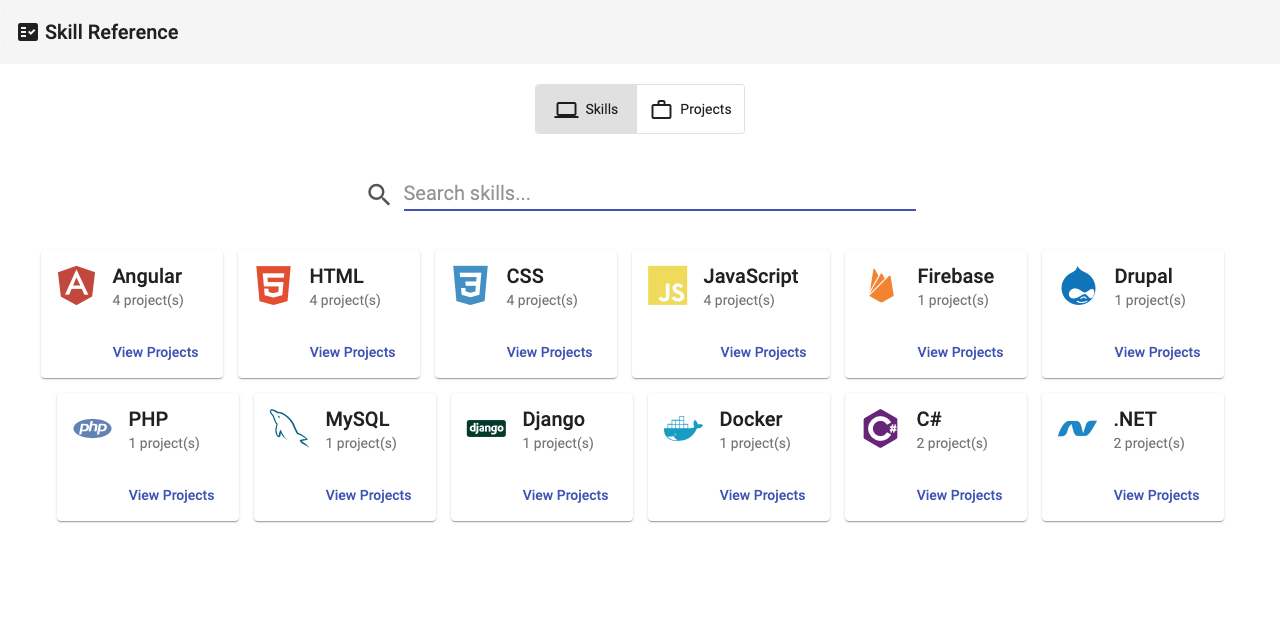 Skill Reference
Skills
Projects
Search skills...
Angular
4 project(s)
View Projects
HTML
4 project(s)
View Projects
CSS
4 project(s)
View Projects
JS
JavaScript
4 project(s)
View Projects
Firebase
1 project(s)
View Projects
Drupal
1 project(s)
View Projects
php
PHP
1 project(s)
View Projects
MySQL
1 project(s)
View Projects
django
Django
1 project(s)
View Projects
Docker
1 project(s)
View Projects
C#
C#
2 project(s)
View Projects
.NET
2 project(s)
View Projects